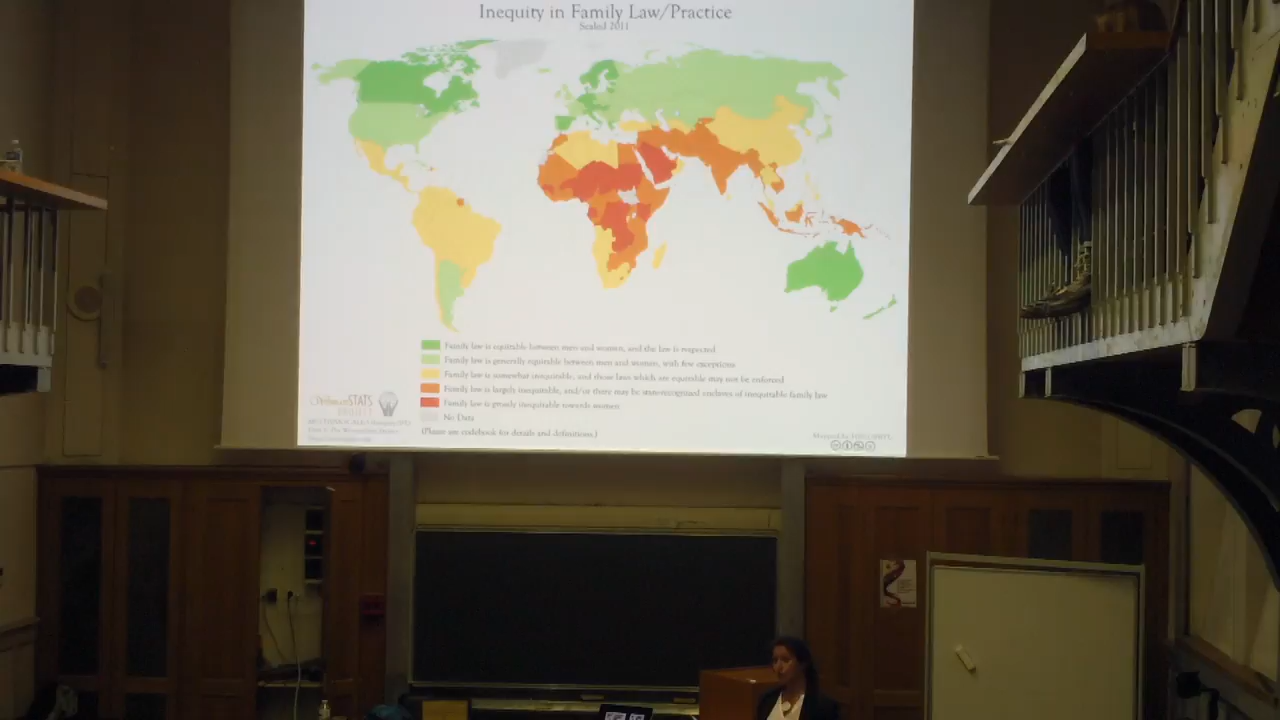 Inequity in Family Law/Practice
Scaled 2011
Family law is equitable between men and women, and the law is respected
Family law is generally equitable between men and women, with few exceptions
Family law is somewhat inequitable, and those laws which are equitable may not be enforced
Family law is largely inequitable, and/or there may be state-recognized enclaves of inequitable family law
Family law is grossly inequitable towards women
No Data
(Please see codebook for details and definitions.)
WomanSTATS
PROJECT